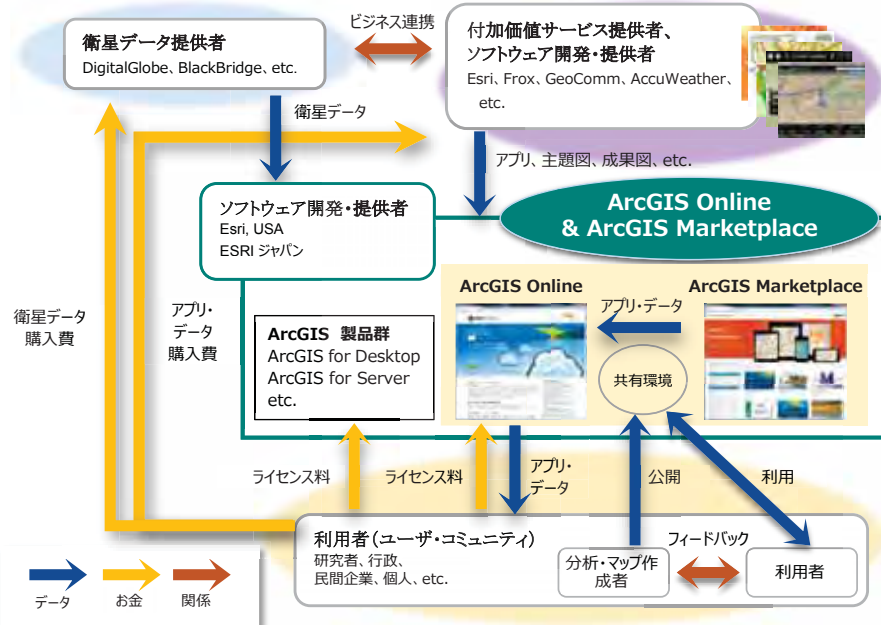 ビジネス連携
衛星データ提供者
DigitalGlobe、BlackBridge、etc.
付加価値サービス提供者、
ソフトウェア開発・提供者
Esri、Frox、GeoComm、AccuWeather、
etc.
衛星データ
アプリ、主題図、成果図、etc.
ソフトウェア開発・提供者
Esri, USA
ESRI ジャパン
ArcGIS Online
& ArcGIS Marketplace
衛星データ
購入費
アプリ・
データ
購入費
ArcGIS 製品群
ArcGIS for Desktop
ArcGIS for Server
etc.
ArcGIS Online
アプリ・データ
ArcGIS Marketplace
共有環境
ライセンス料
ライセンス料
アプリ・
データ
公開
利用
利用者(ユーザ・コミュニティ)
研究者、行政、
民間企業、個人、etc.
分析・マップ作
成者
フィードバック
利用者
データ
お金
関係